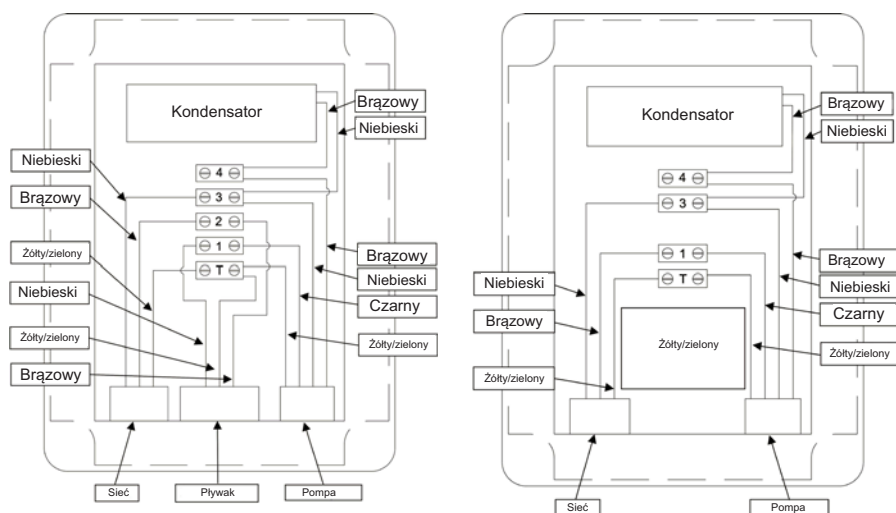 Kondensator
Brązowy
Niebieski
Niebieski
Brązowy
Żółty/zielony
Niebieski
Żółty/zielony
Brązowy
4
3
2
1
T
Brązowy
Niebieski
Czarny
Żółty/zielony
Sieć
Pływak
Pompa
Kondensator
Brązowy
Niebieski
4
3
1
T
Niebieski
Brązowy
Żółty/zielony
Żółty/zielony
Brązowy
Niebieski
Czarny
Żółty/zielony
Sieć
Pompa